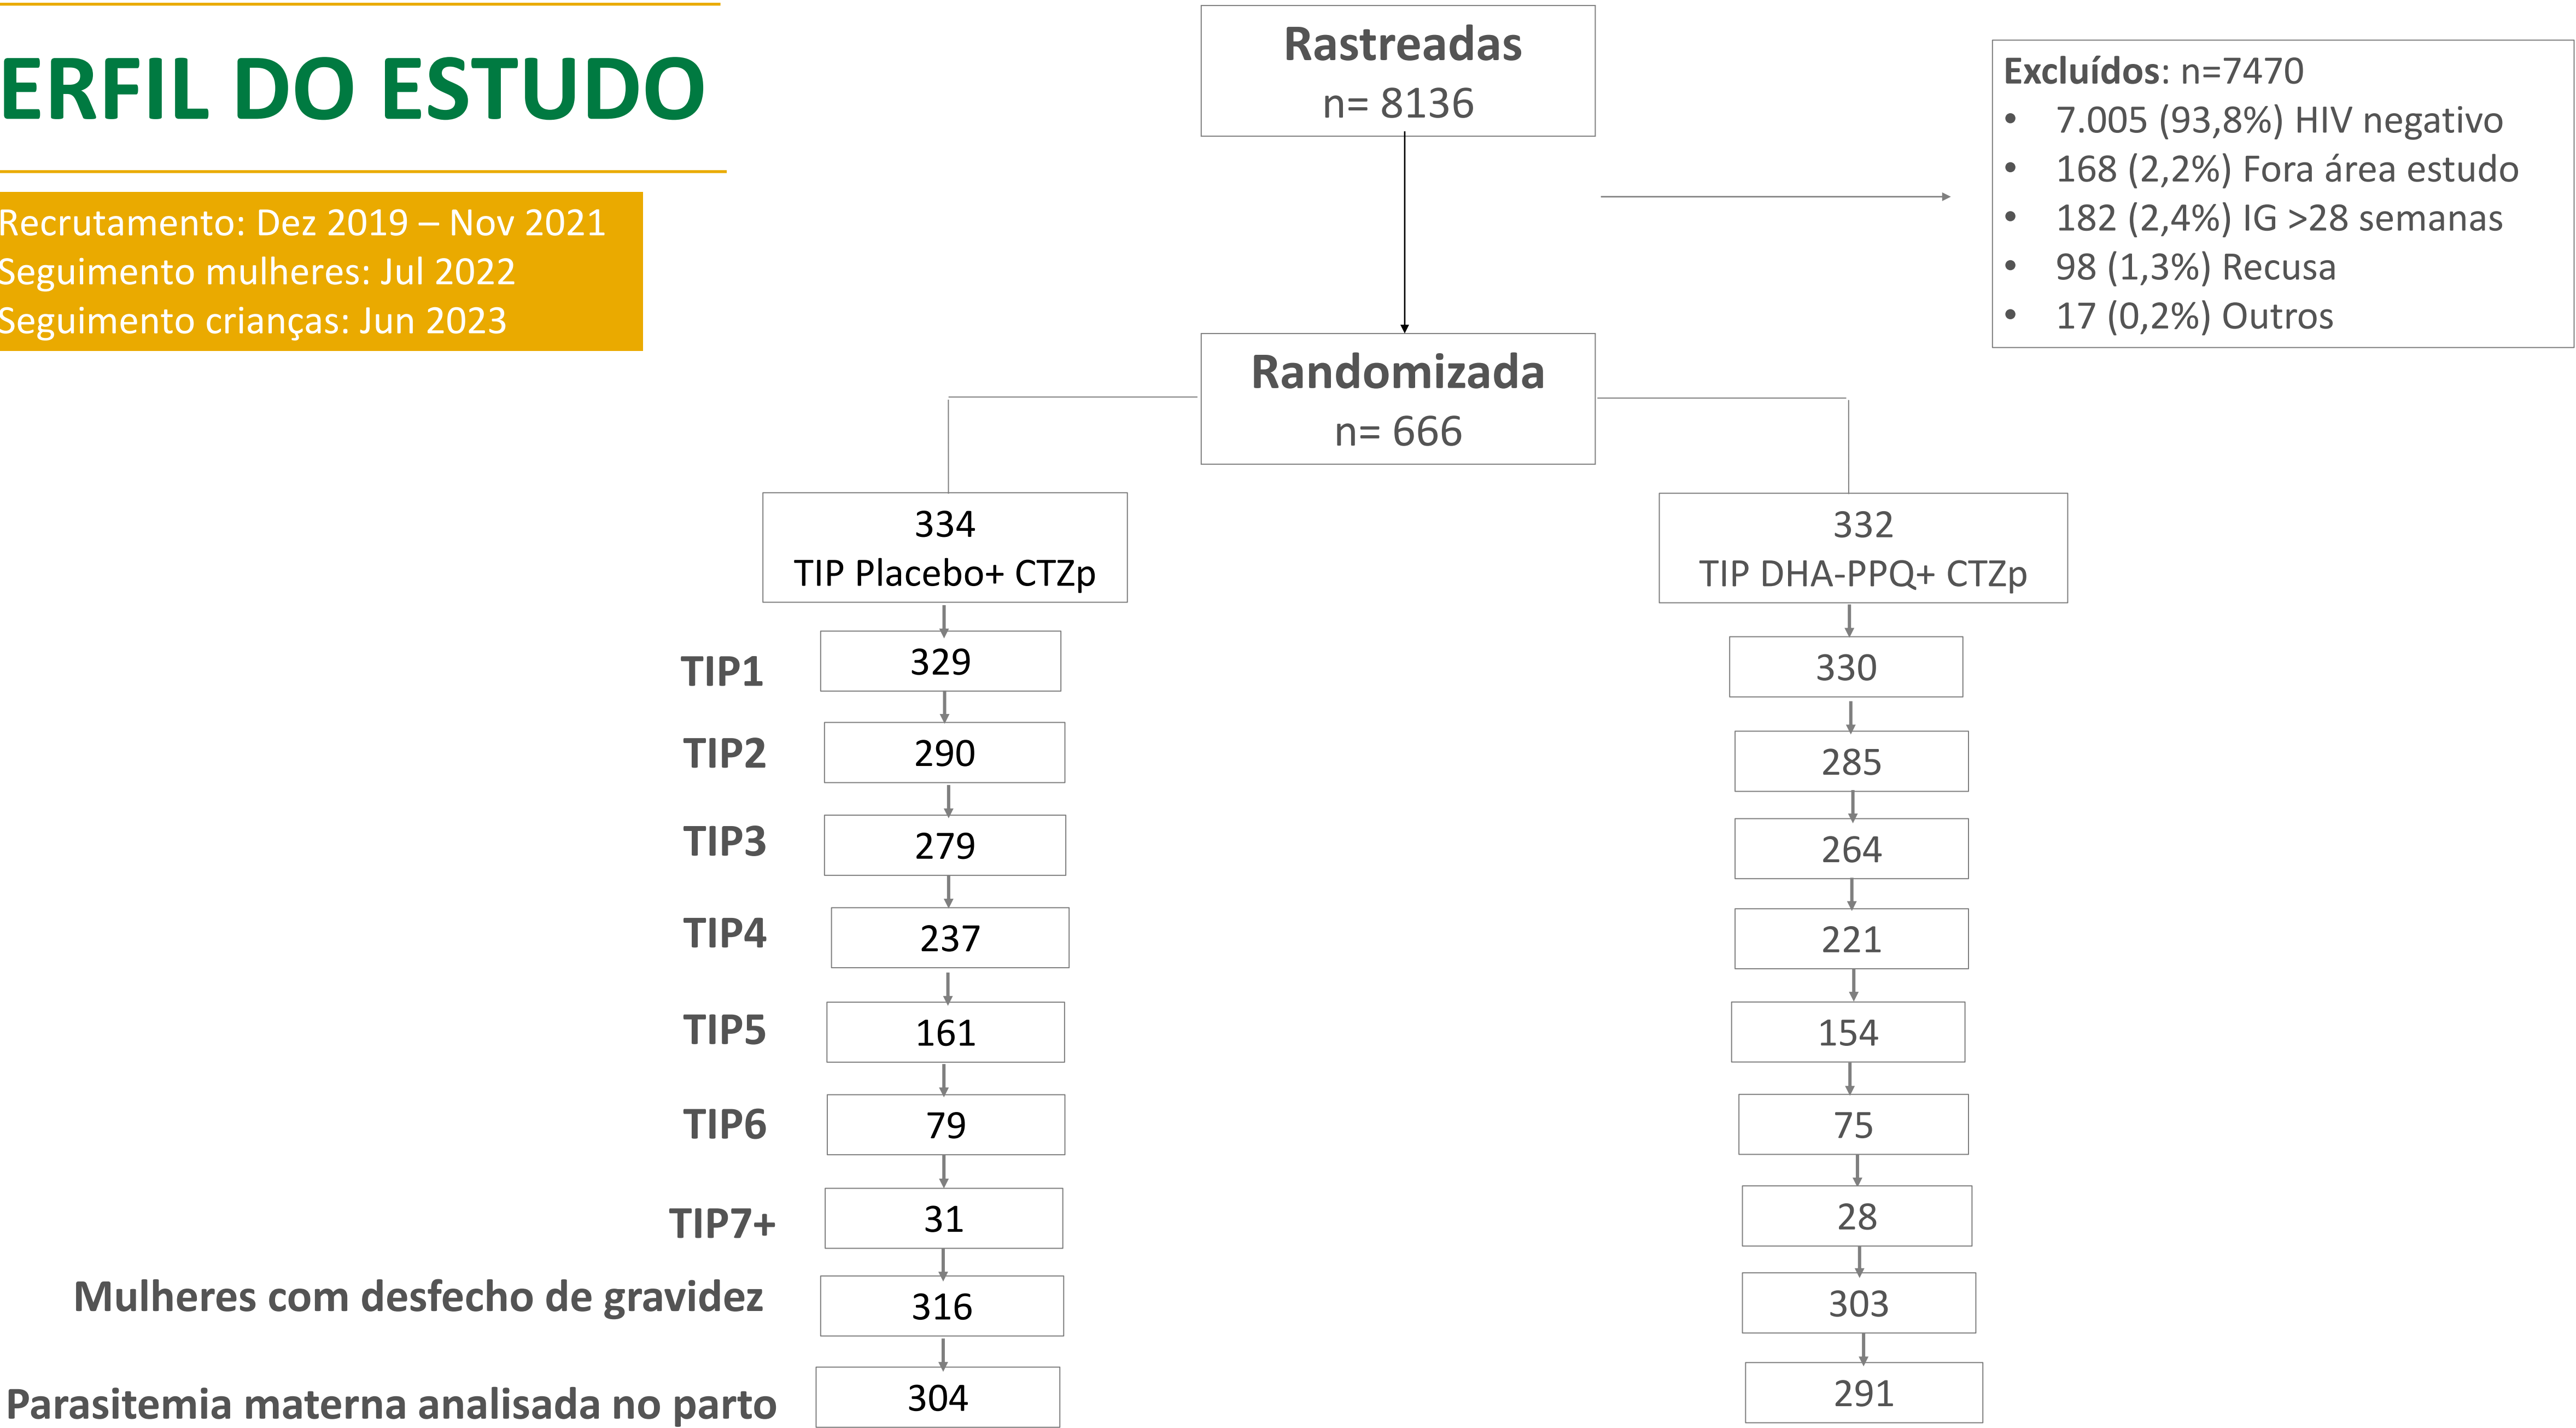 ERFIL DO ESTUDO
Recrutamento: Dez 2019 – Nov 2021
Seguimento mulheres: Jul 2022
Seguimento crianças: Jun 2023
Rastreadas
n= 8136
Excluídos: n=7470
• 7.005 (93,8%) HIV negativo
• 168 (2,2%) Fora área estudo
• 182 (2,4%) IG >28 semanas
• 98 (1,3%) Recusa
• 17 (0,2%) Outros
Randomizada
n= 666
334
TIP Placebo+ CTZp
332
TIP DHA-PPQ+ CTZp
TIP1 329 330
TIP2 290 285
TIP3 279 264
TIP4 237 221
TIP5 161 154
TIP6 79 75
TIP7+ 31 28
Mulheres com desfecho de gravidez 316 303
Parasitemia materna analisada no parto 304 291